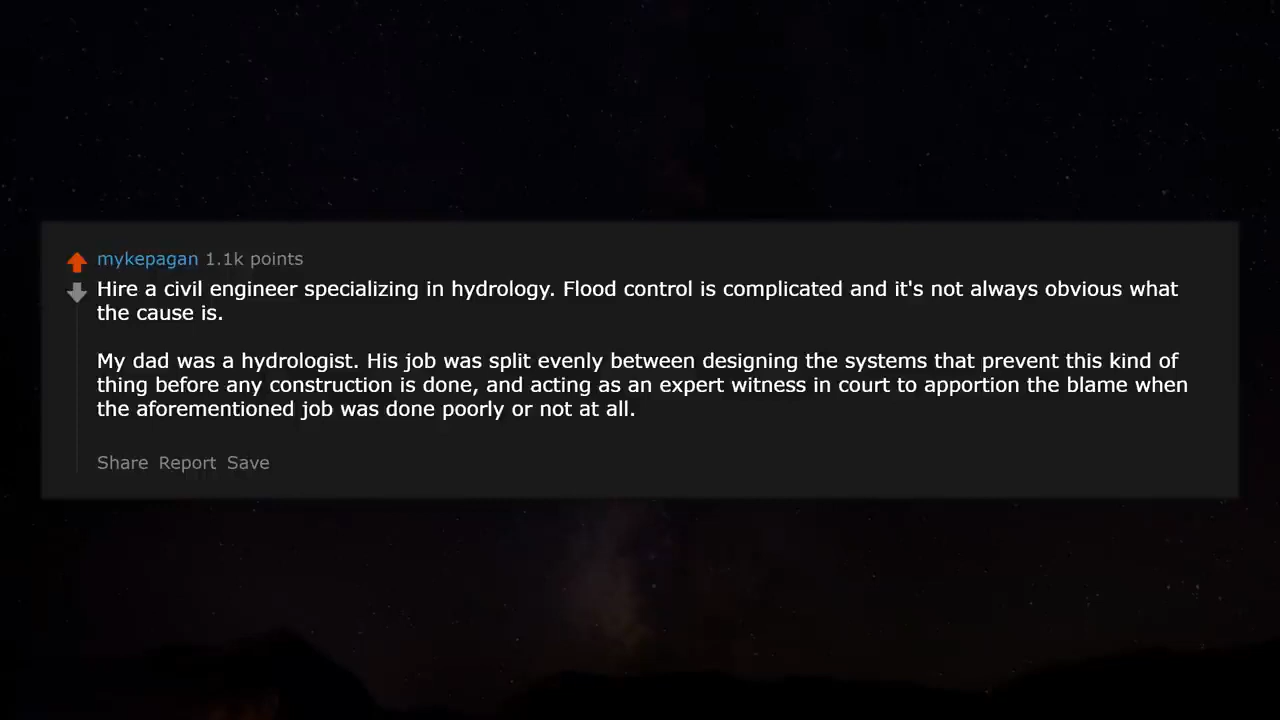 mykepagan 1.1k points
Hire a civil engineer specializing in hydrology. Flood control is complicated and it's not always obvious what
the cause is.
My dad was a hydrologist. His job was split evenly between designing the systems that prevent this kind of
thing before any construction is done, and acting as an expert witness in court to apportion the blame when
the aforementioned job was done poorly or not at all.
Share Report Save